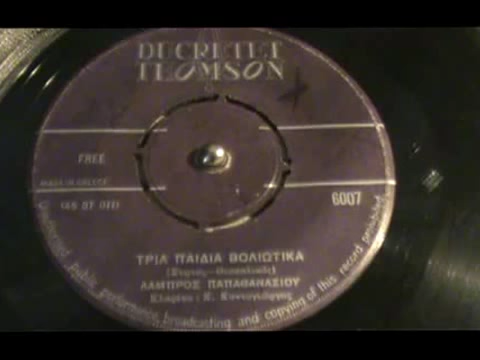 DUCRETET
THOMSON
FREE
MADE IN GREECE
6007
ΤΡΙΑ ΠΑΙΔΙΑ ΒΟΛΙΩΤΙΚΑ
ΛΑΜΠΡΟΣ ΠΑΠΑΘΑΝΑΣΙΟΥ
Κλαρίνο: Κ.
public performance, broadcasting and copying of this record prohibited